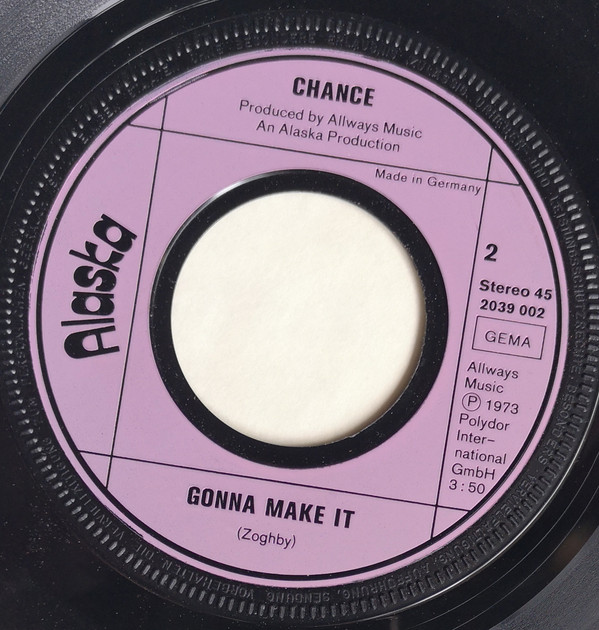 CHANCE
Produced by Allways Music
An Alaska Production
Made in Germany
Alaska
2
Stereo 45
2039 002
GEMA
Allways
Music
Ⓟ 1973
Polydor
Inter-
national
GmbH
3:50
GONNA MAKE IT
(Zoghby)